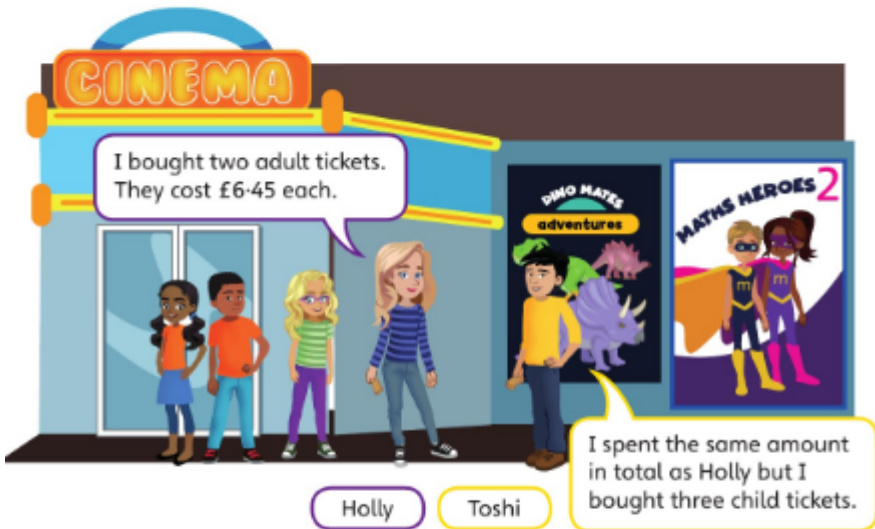 CINEMA
I bought two adult tickets.
They cost £6·45 each.
DINO MATES
adventures
MATHS HEROES 2
m
m
I spent the same amount
in total as Holly but I
bought three child tickets.
Holly
Toshi